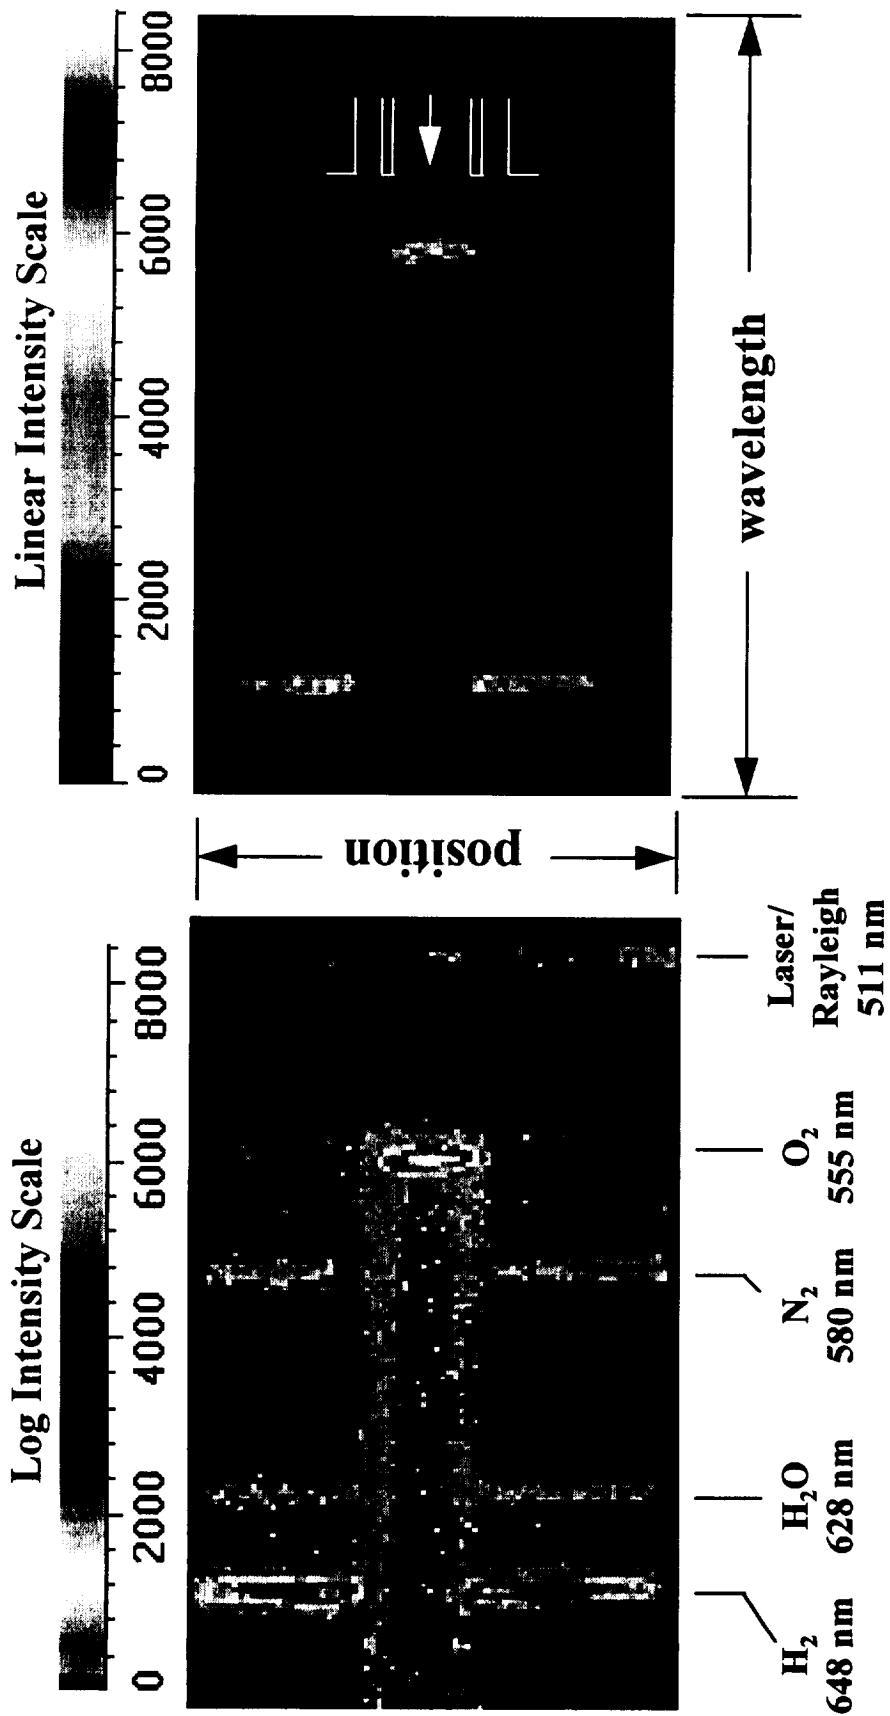 Log Intensity Scale
0 2000 4000 6000 8000
Linear Intensity Scale
0 2000 4000 6000 8000
position
wavelength
H₂
648 nm
H₂O
628 nm
N₂
580 nm
O₂
555 nm
Laser/
Rayleigh
511 nm